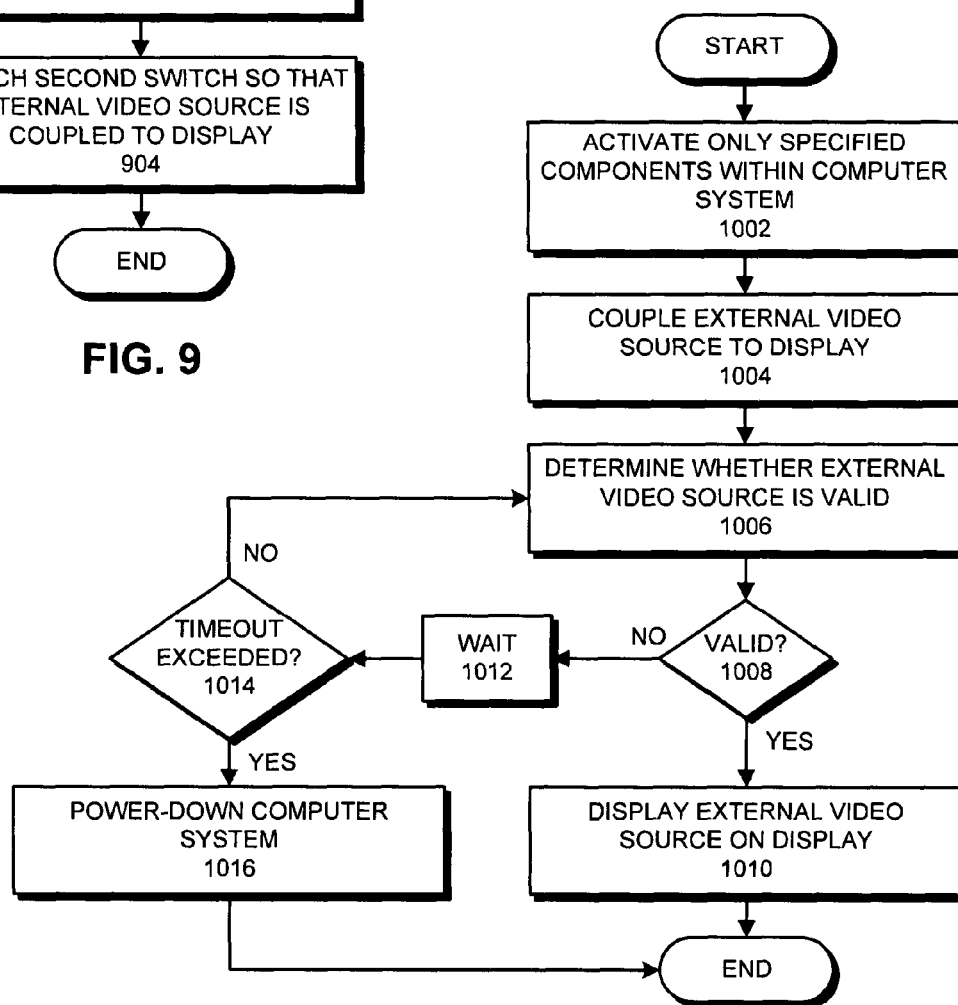 SECOND SWITCH SO THAT
VIDEO SOURCE IS
COUPLED TO DISPLAY
904
END
FIG. 9
START
ACTIVATE ONLY SPECIFIED
COMPONENTS WITHIN COMPUTER
SYSTEM
1002
COUPLE EXTERNAL VIDEO
SOURCE TO DISPLAY
1004
DETERMINE WHETHER EXTERNAL
VIDEO SOURCE IS VALID
1006
VALID?
1008
NO
YES
WAIT
1012
TIMEOUT
EXCEEDED?
1014
NO
YES
POWER-DOWN COMPUTER
SYSTEM
1016
DISPLAY EXTERNAL VIDEO
SOURCE ON DISPLAY
1010
END